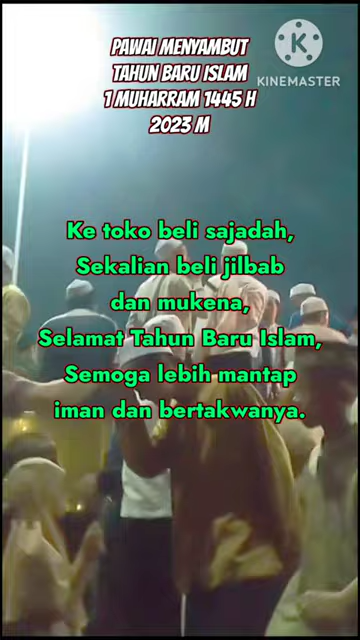 PAWAI MENYAMBUT
TAHUN BARU ISLAM
1 MUHARRAM 1445 H
2023 M
KINEMASTER
Ke toko beli sajadah,
Sekalian beli jilbab
dan mukena,
Selamat Tahun Baru Islam,
Semoga lebih mantap
iman dan bertakwanya.